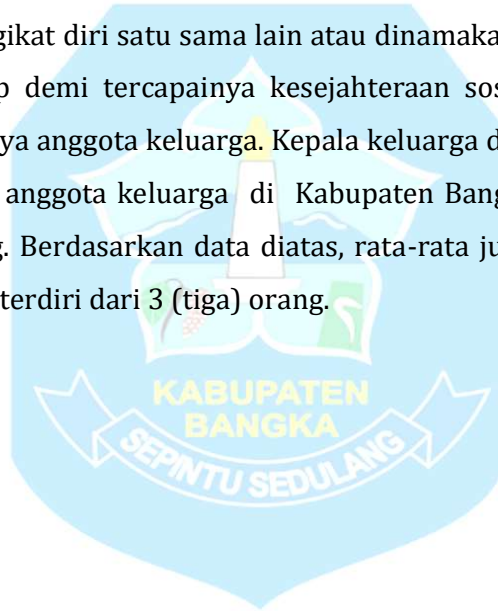 gikat diri satu sama lain atau dinamaka
p demi tercapainya kesejahteraan sos
ya anggota keluarga. Kepala keluarga d
anggota keluarga di Kabupaten Bang
g. Berdasarkan data diatas, rata-rata ju
terdiri dari 3 (tiga) orang.
KABUPATEN
BANGKA
SEPINTU SEDULANG